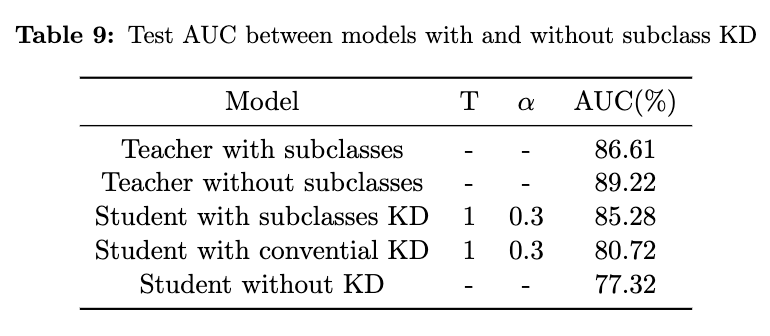 Table 9: Test AUC between models with and without subclass KD
Model T α AUC(%)
Teacher with subclasses - - 86.61
Teacher without subclasses - - 89.22
Student with subclasses KD 1 0.3 85.28
Student with convential KD 1 0.3 80.72
Student without KD - - 77.32